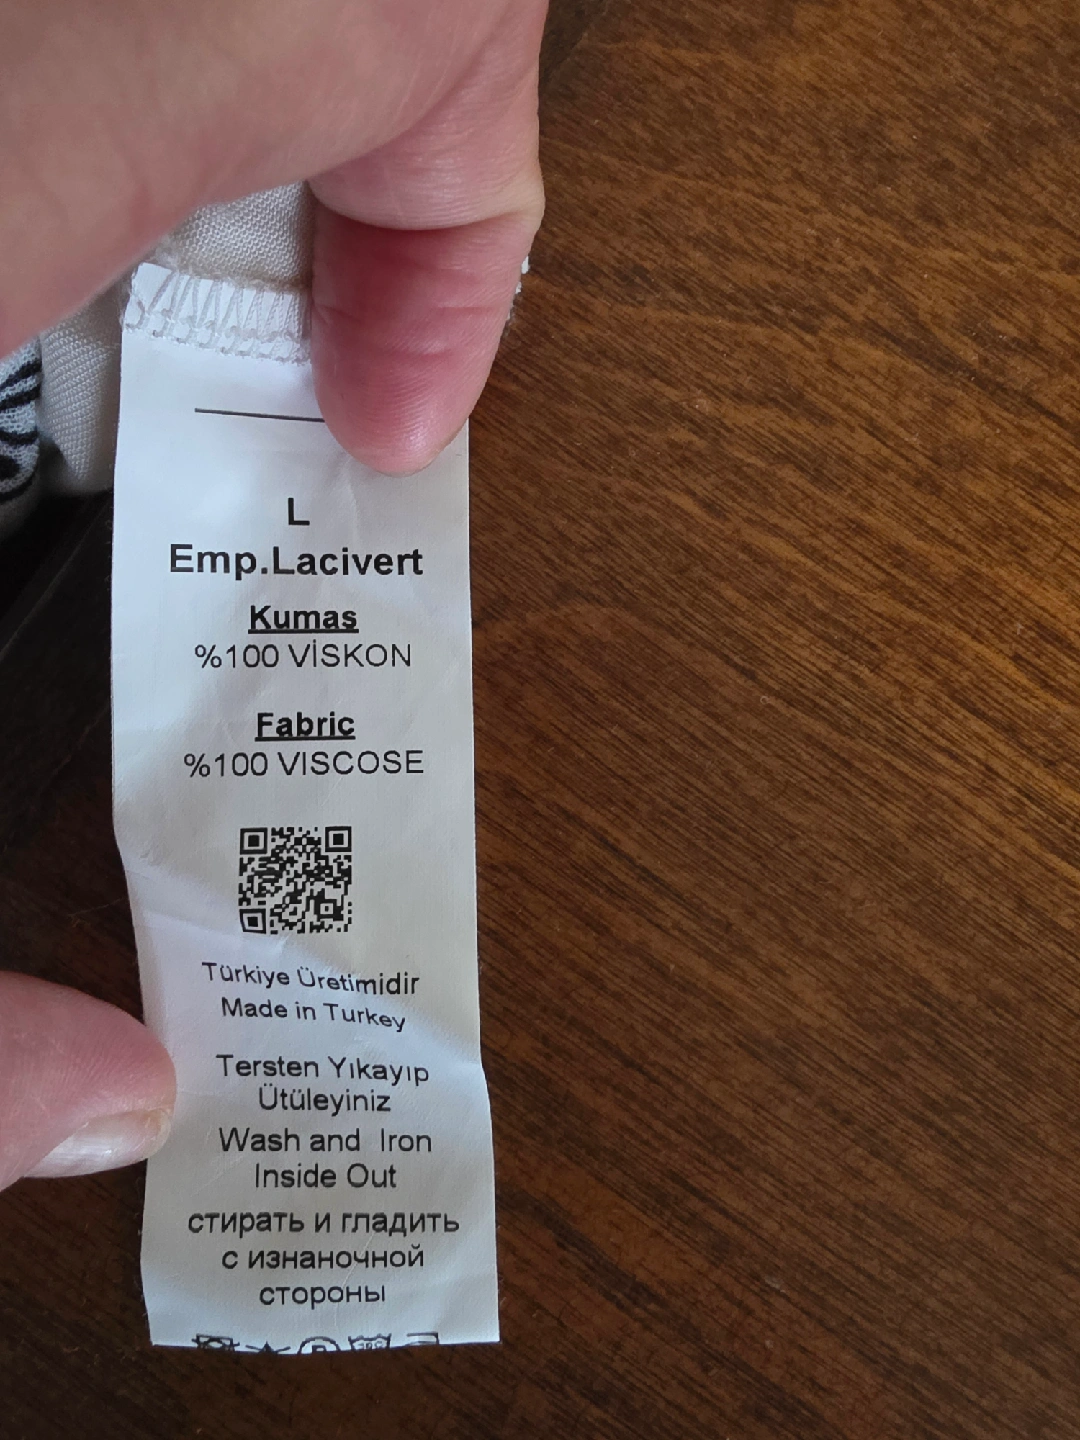 L
Emp.Lacivert
Kumas
%100 VİSKON
Fabric
%100 VISCOSE
Türkiye Üretimidir
Made in Turkey
Tersten Yıkayıp
Ütüleyiniz
Wash and Iron
Inside Out
стирать и гладить
с изнаночной
стороны